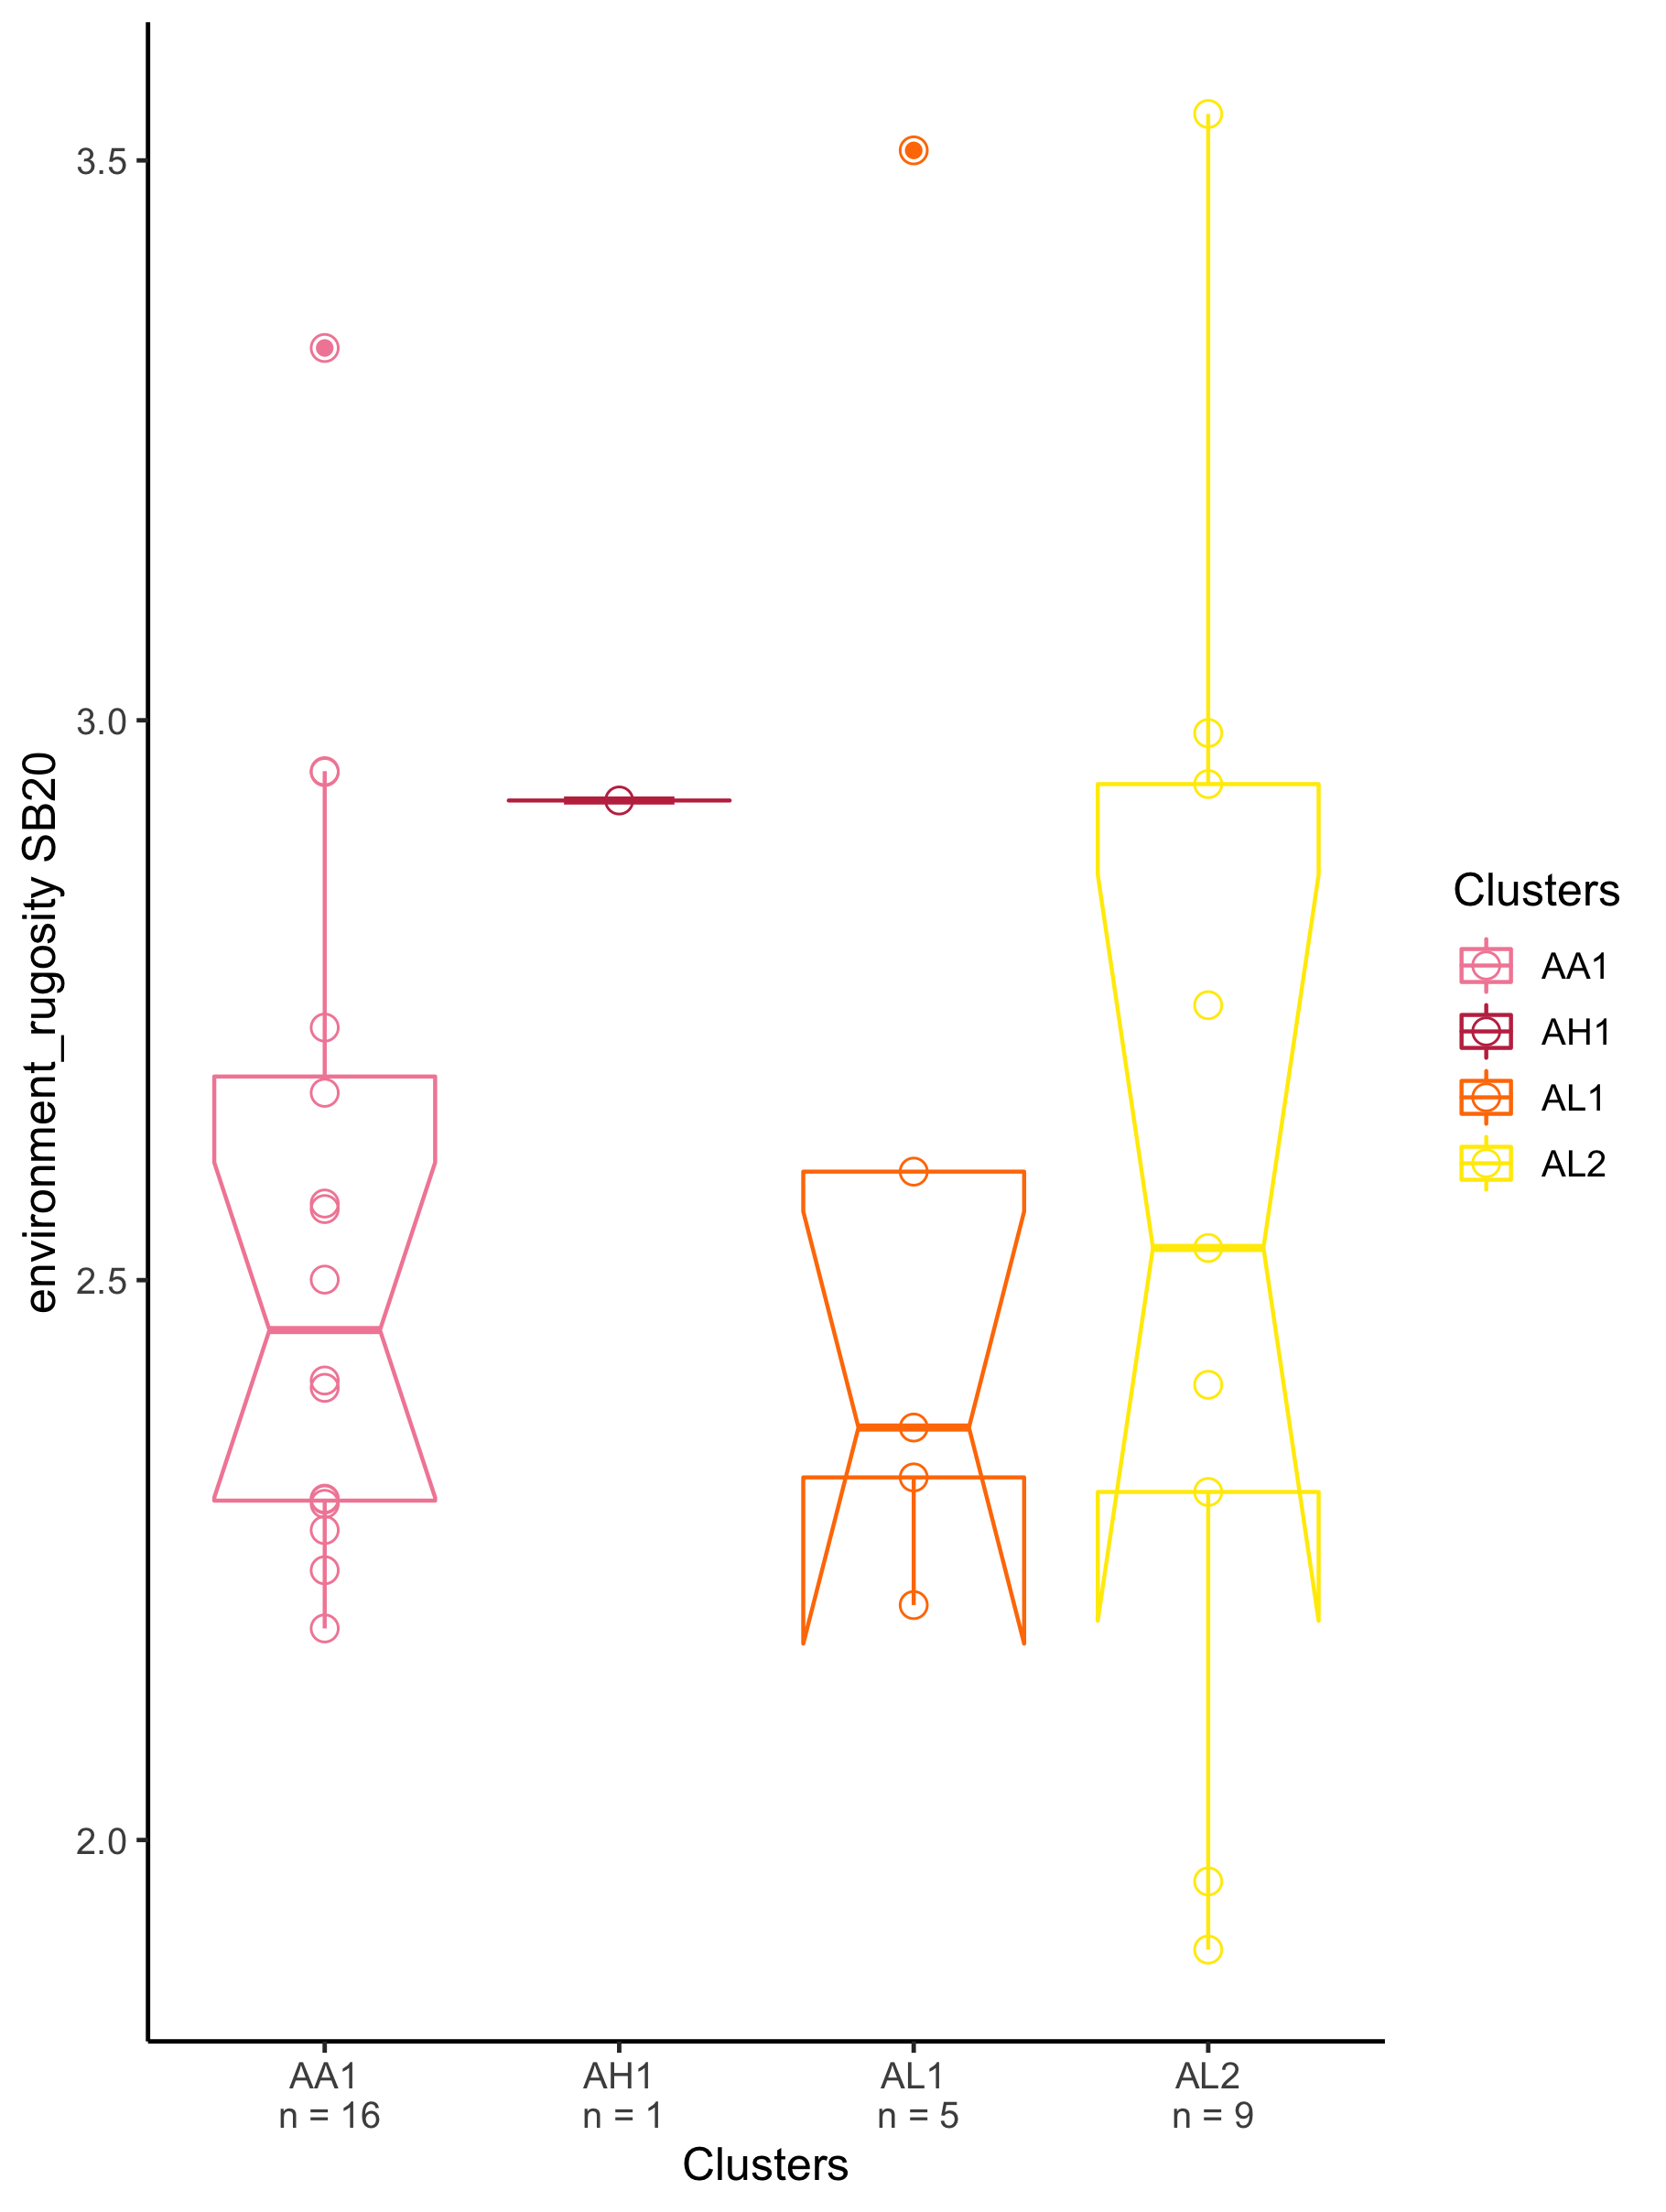 environment_rugosity SB20
3.5
3.0
2.5
2.0
AA1
n = 16
AH1
n = 1
AL1
n = 5
AL2
n = 9
Clusters
Clusters
AA1
AH1
AL1
AL2